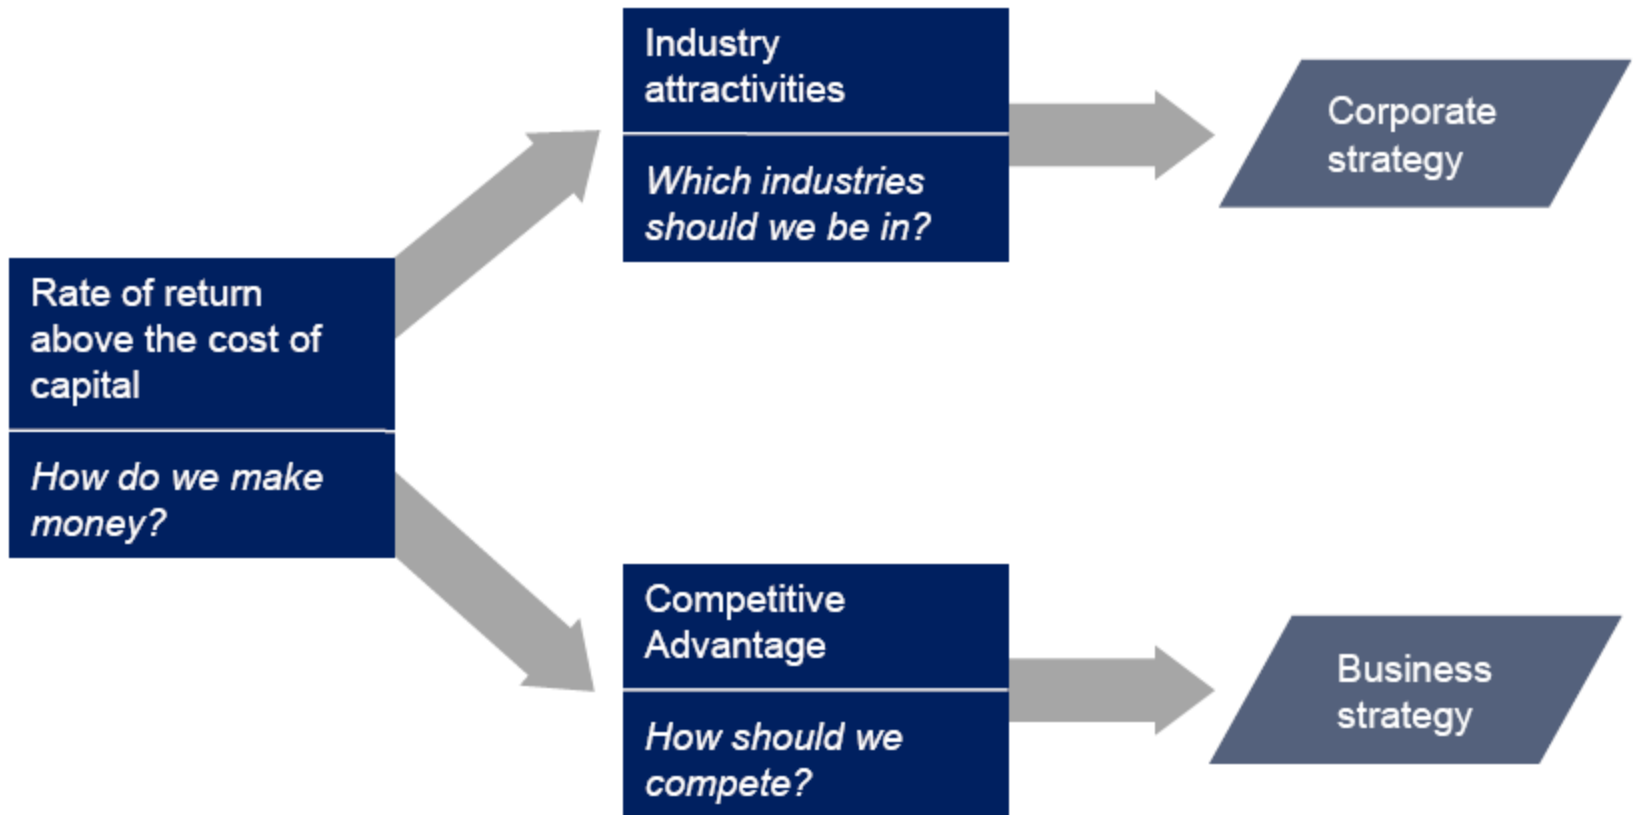 Industry
attractivities
Which industries
should we be in?
Corporate
strategy
Rate of return
above the cost of
capital
How do we make
money?
Competitive
Advantage
How should we
compete?
Business
strategy